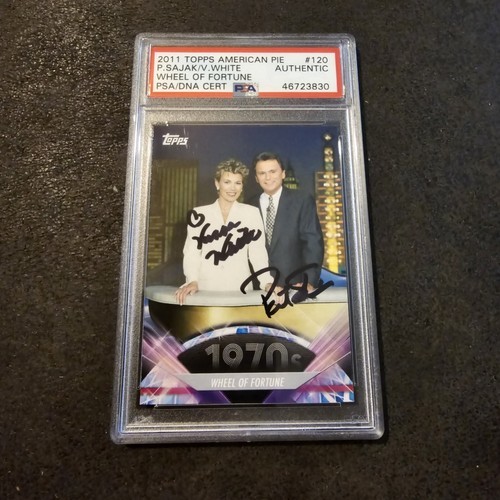 2011 TOPPS AMERICAN PIE #120
P.SAJAK/V.WHITE AUTHENTIC
WHEEL OF FORTUNE
PSA/DNA CERT PSA 46723830
topps
Vanna
White
Pat
1970s
WHEEL OF FORTUNE